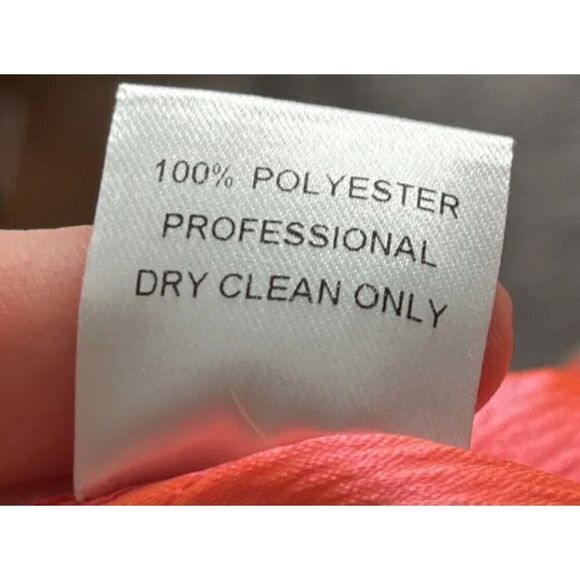 100% POLYESTER
PROFESSIONAL
DRY CLEAN ONLY